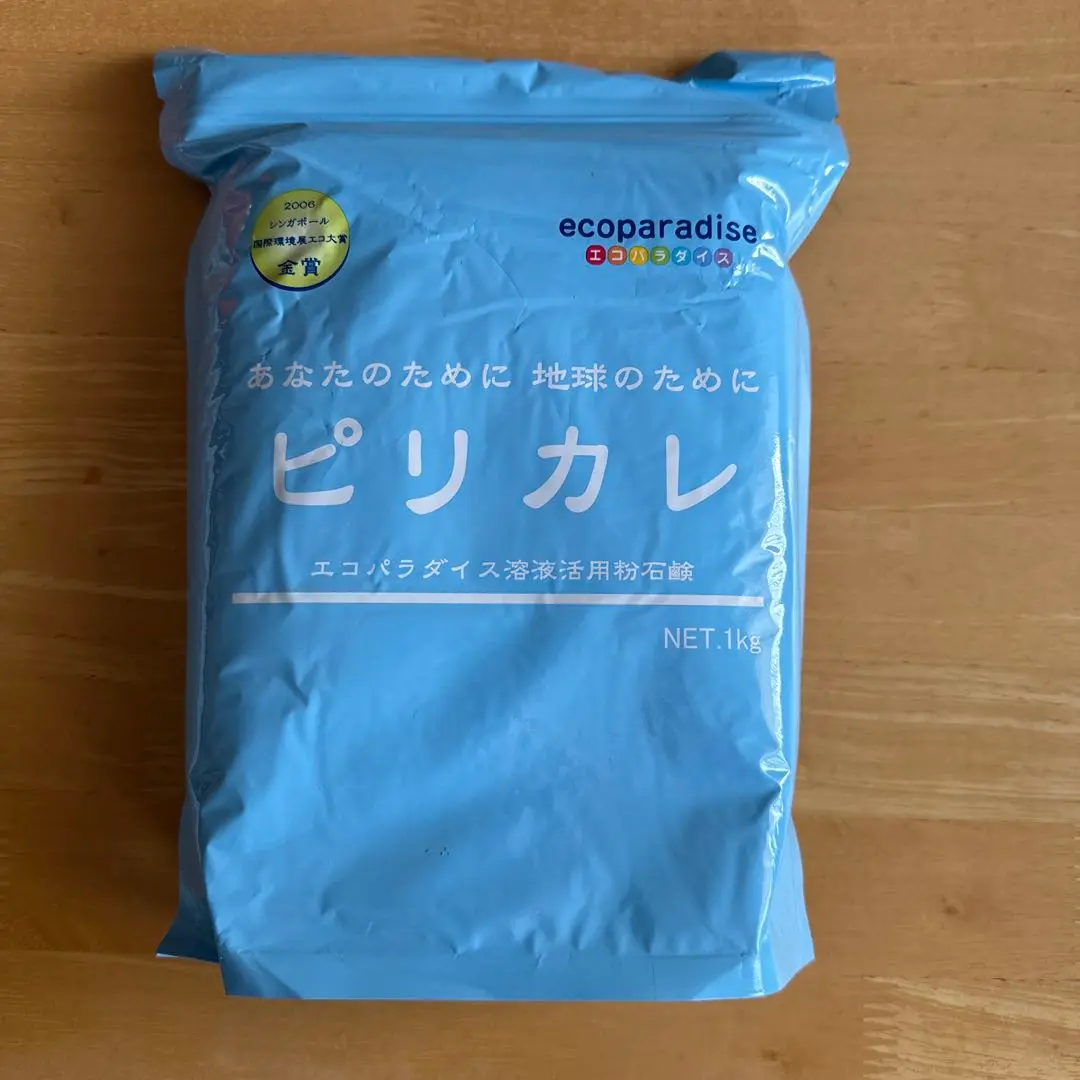 2006
シンガポール
国際環境展エコ大賞
金賞
ecoparadise
エコパラダイス
あなたのために 地球のために
ピリカレ
エコパラダイス溶液活用粉石鹸
NET.1kg